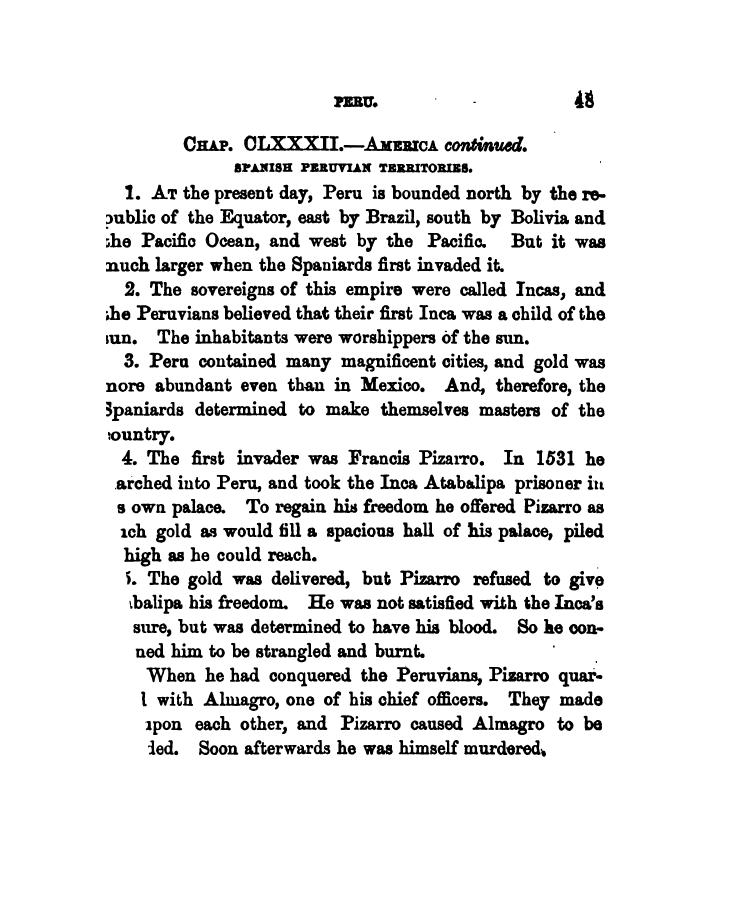 PERU. 48
CHAP. CLXXXII.—AMERICA continued.
SPANISH PERUVIAN TERRITORIES.
1. AT the present day, Peru is bounded north by the re-
public of the Equator, east by Brazil, south by Bolivia and
the Pacific Ocean, and west by the Pacific. But it was
much larger when the Spaniards first invaded it.
2. The sovereigns of this empire were called Incas, and
the Peruvians believed that their first Inca was a child of the
sun. The inhabitants were worshippers of the sun.
3. Peru contained many magnificent cities, and gold was
more abundant even than in Mexico. And, therefore, the
Spaniards determined to make themselves masters of the
country.
4. The first invader was Francis Pizarro. In 1531 he
arched into Peru, and took the Inca Atabalipa prisoner in
s own palace. To regain his freedom he offered Pizarro as
ich gold as would fill a spacious hall of his palace, piled
high as he could reach.
5. The gold was delivered, but Pizarro refused to give
balipa his freedom. He was not satisfied with the Inca's
sure, but was determined to have his blood. So he con-
ned him to be strangled and burnt.
When he had conquered the Peruvians, Pizarro quar-
l with Almagro, one of his chief officers. They made
upon each other, and Pizarro caused Almagro to be
led. Soon afterwards he was himself murdered.